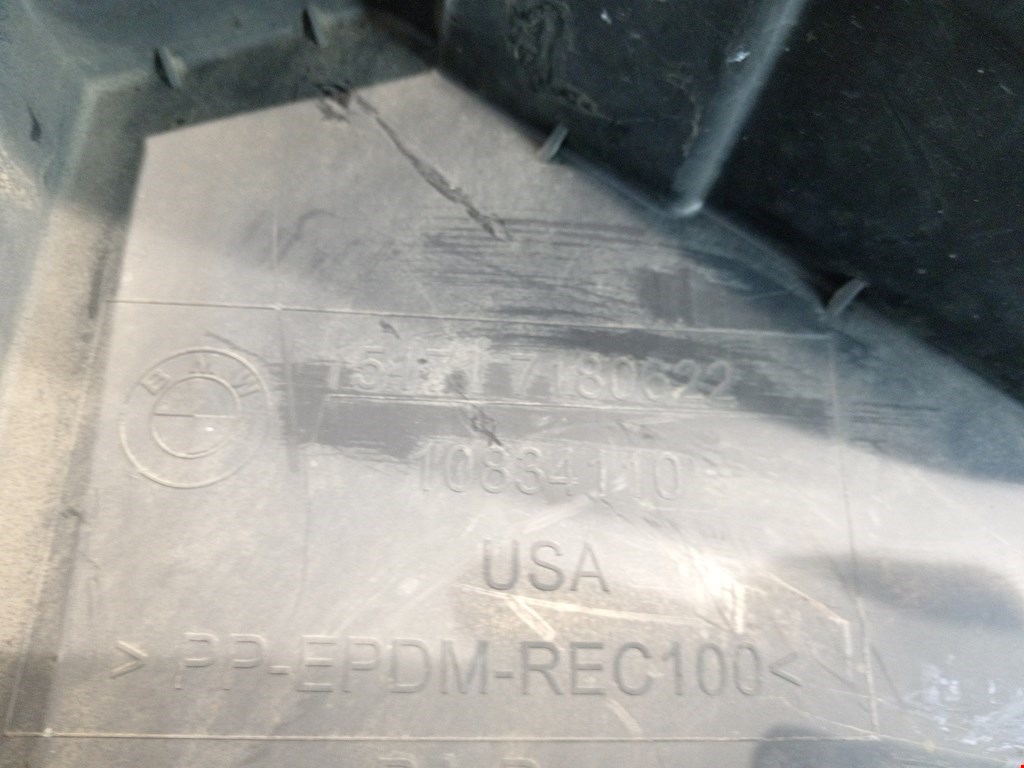 BMW
7180622
10834110
USA
> PP-EPDM-REC100<